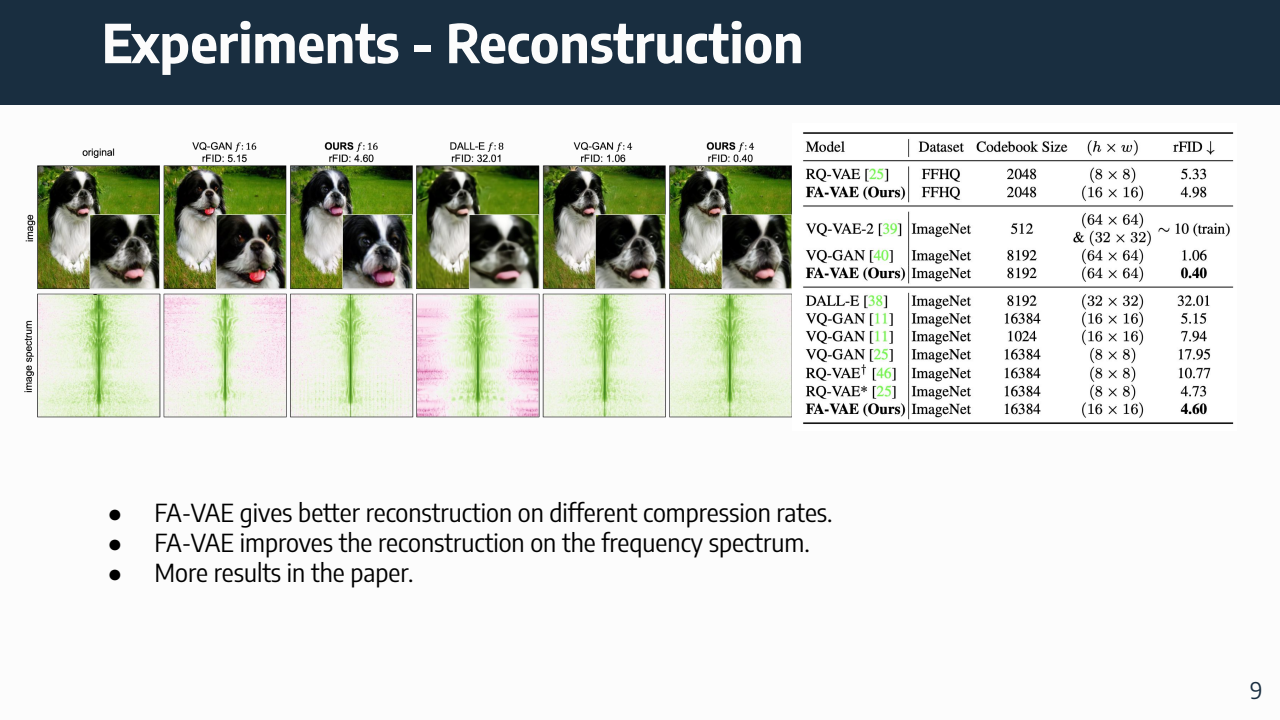 Experiments - Reconstruction
original
VQ-GAN f: 16
rFID: 5.15
OURS f: 16
rFID: 4.60
DALL-E f: 8
rFID: 32.01
VQ-GAN f: 4
rFID: 1.06
OURS f: 4
rFID: 0.40
image
image spectrum
Model Dataset Codebook Size (h × w) rFID ↓
RQ-VAE [25] FFHQ 2048 (8 × 8) 5.33
FA-VAE (Ours) FFHQ 2048 (16 × 16) 4.98
VQ-VAE-2 [39] ImageNet 512 (64 × 64) & (32 × 32) ~ 10 (train)
VQ-GAN [40] ImageNet 8192 (64 × 64) 1.06
FA-VAE (Ours) ImageNet 8192 (64 × 64) 0.40
DALL-E [38] ImageNet 8192 (32 × 32) 32.01
VQ-GAN [11] ImageNet 16384 (16 × 16) 5.15
VQ-GAN [11] ImageNet 1024 (16 × 16) 7.94
VQ-GAN [25] ImageNet 16384 (8 × 8) 17.95
RQ-VAE† [46] ImageNet 16384 (8 × 8) 10.77
RQ-VAE* [25] ImageNet 16384 (8 × 8) 4.73
FA-VAE (Ours) ImageNet 16384 (16 × 16) 4.60
● FA-VAE gives better reconstruction on different compression rates.
● FA-VAE improves the reconstruction on the frequency spectrum.
● More results in the paper.
9